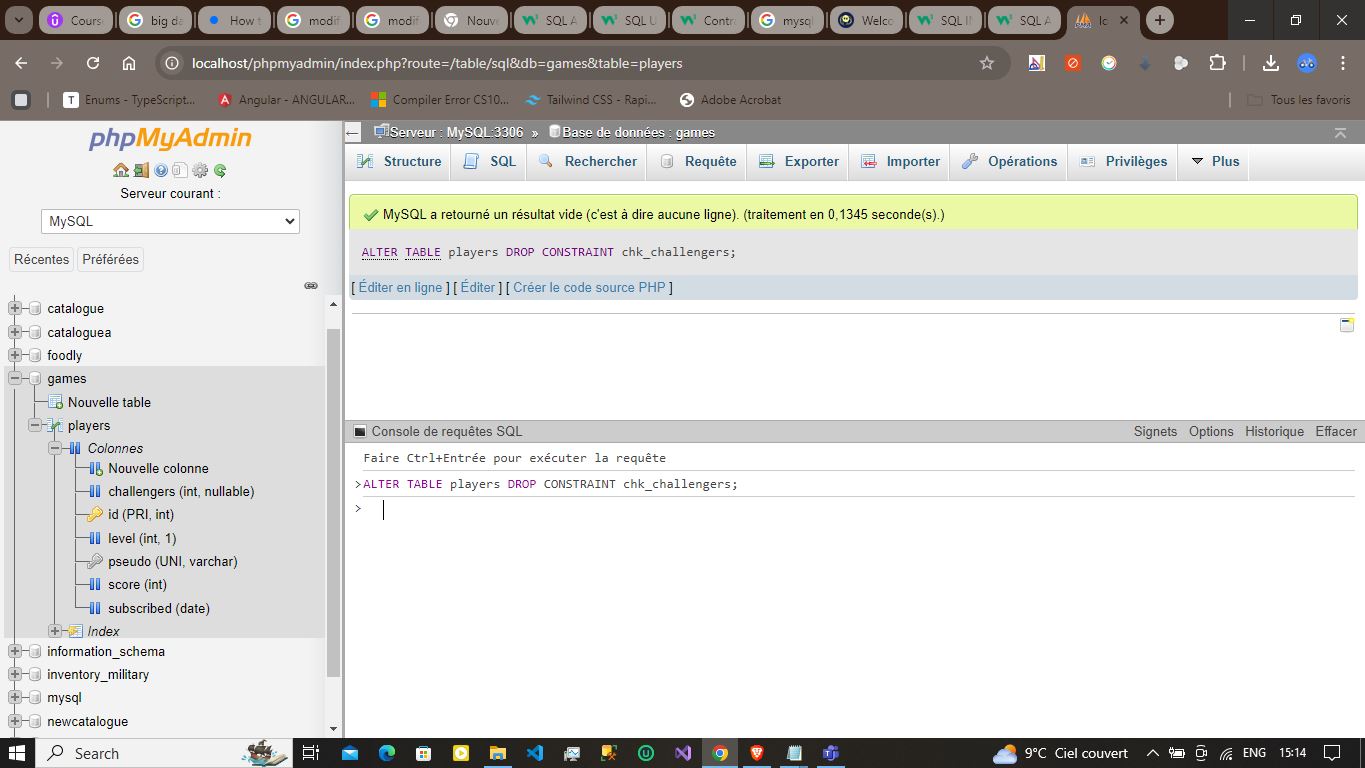 Cours
big da
How t
modif
modif
Nouve
SQL A
SQL U
Contr
mysql
Welco
SQL I
SQL A
lc
localhost/phpmyadmin/index.php?route=/table/sql&db=games&table=players
Enums - TypeScript...
Angular - ANGULAR...
Compiler Error CS10...
Tailwind CSS - Rapi...
Adobe Acrobat
Tous les favoris
phpMyAdmin
Serveur courant :
MySQL
Récentes
Préférées
catalogue
cataloguea
foodly
games
Nouvelle table
players
Colonnes
Nouvelle colonne
challengers (int, nullable)
id (PRI, int)
level (int, 1)
pseudo (UNI, varchar)
score (int)
subscribed (date)
Index
information_schema
inventory_military
mysql
newcatalogue
Serveur : MySQL:3306 » Base de données : games
Structure
SQL
Rechercher
Requête
Exporter
Importer
Opérations
Privilèges
Plus
MySQL a retourné un résultat vide (c'est à dire aucune ligne). (traitement en 0,1345 seconde(s).)
ALTER TABLE players DROP CONSTRAINT chk_challengers;
[ Éditer en ligne ] [ Éditer ] [ Créer le code source PHP ]
Console de requêtes SQL
Signets
Options
Historique
Effacer
Faire Ctrl+Entrée pour exécuter la requête
>ALTER TABLE players DROP CONSTRAINT chk_challengers;
>
Search
9°C Ciel couvert
ENG
15:14